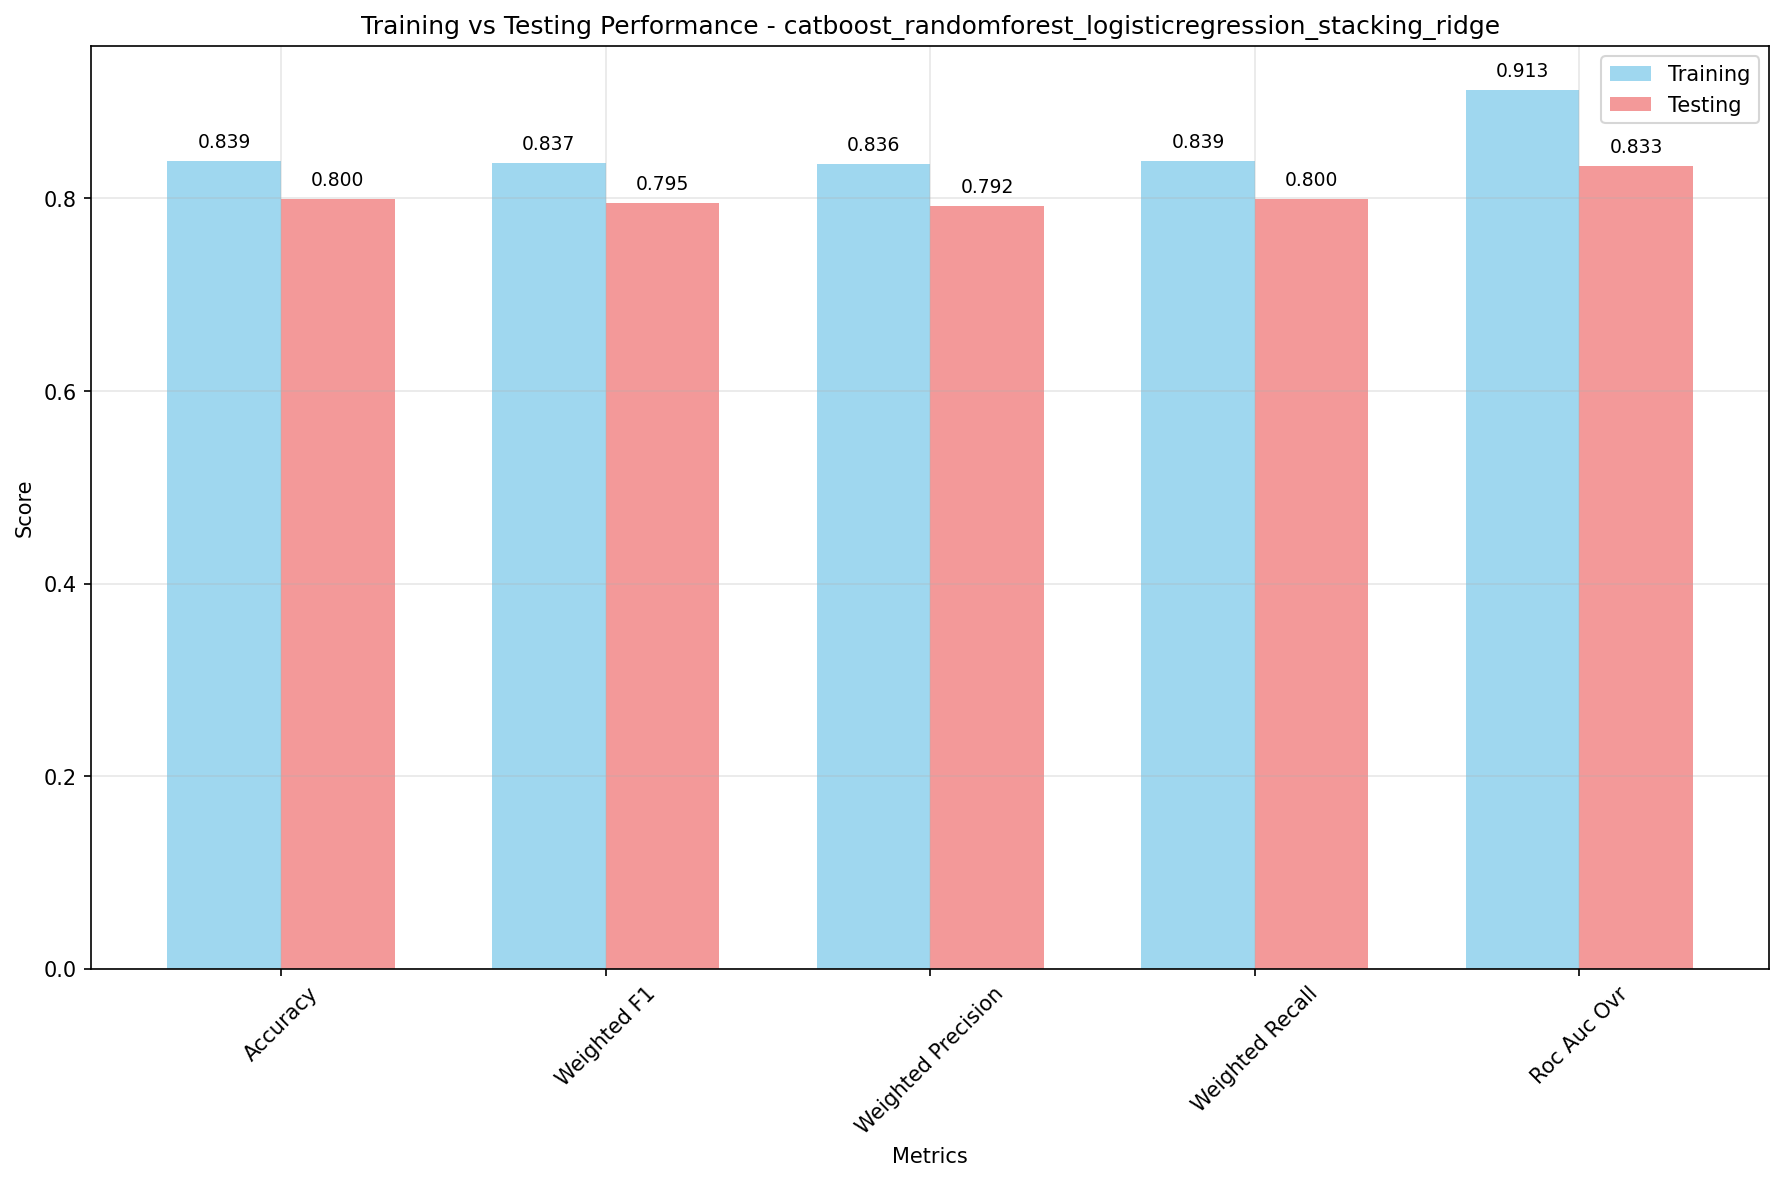 Training vs Testing Performance - catboost_randomforest_logisticregression_stacking_ridge
Training
Testing
0.839
0.800
0.837
0.795
0.836
0.792
0.839
0.800
0.913
0.833
Score
0.8
0.6
0.4
0.2
0.0
Accuracy
Weighted F1
Weighted Precision
Weighted Recall
Roc Auc Ovr
Metrics